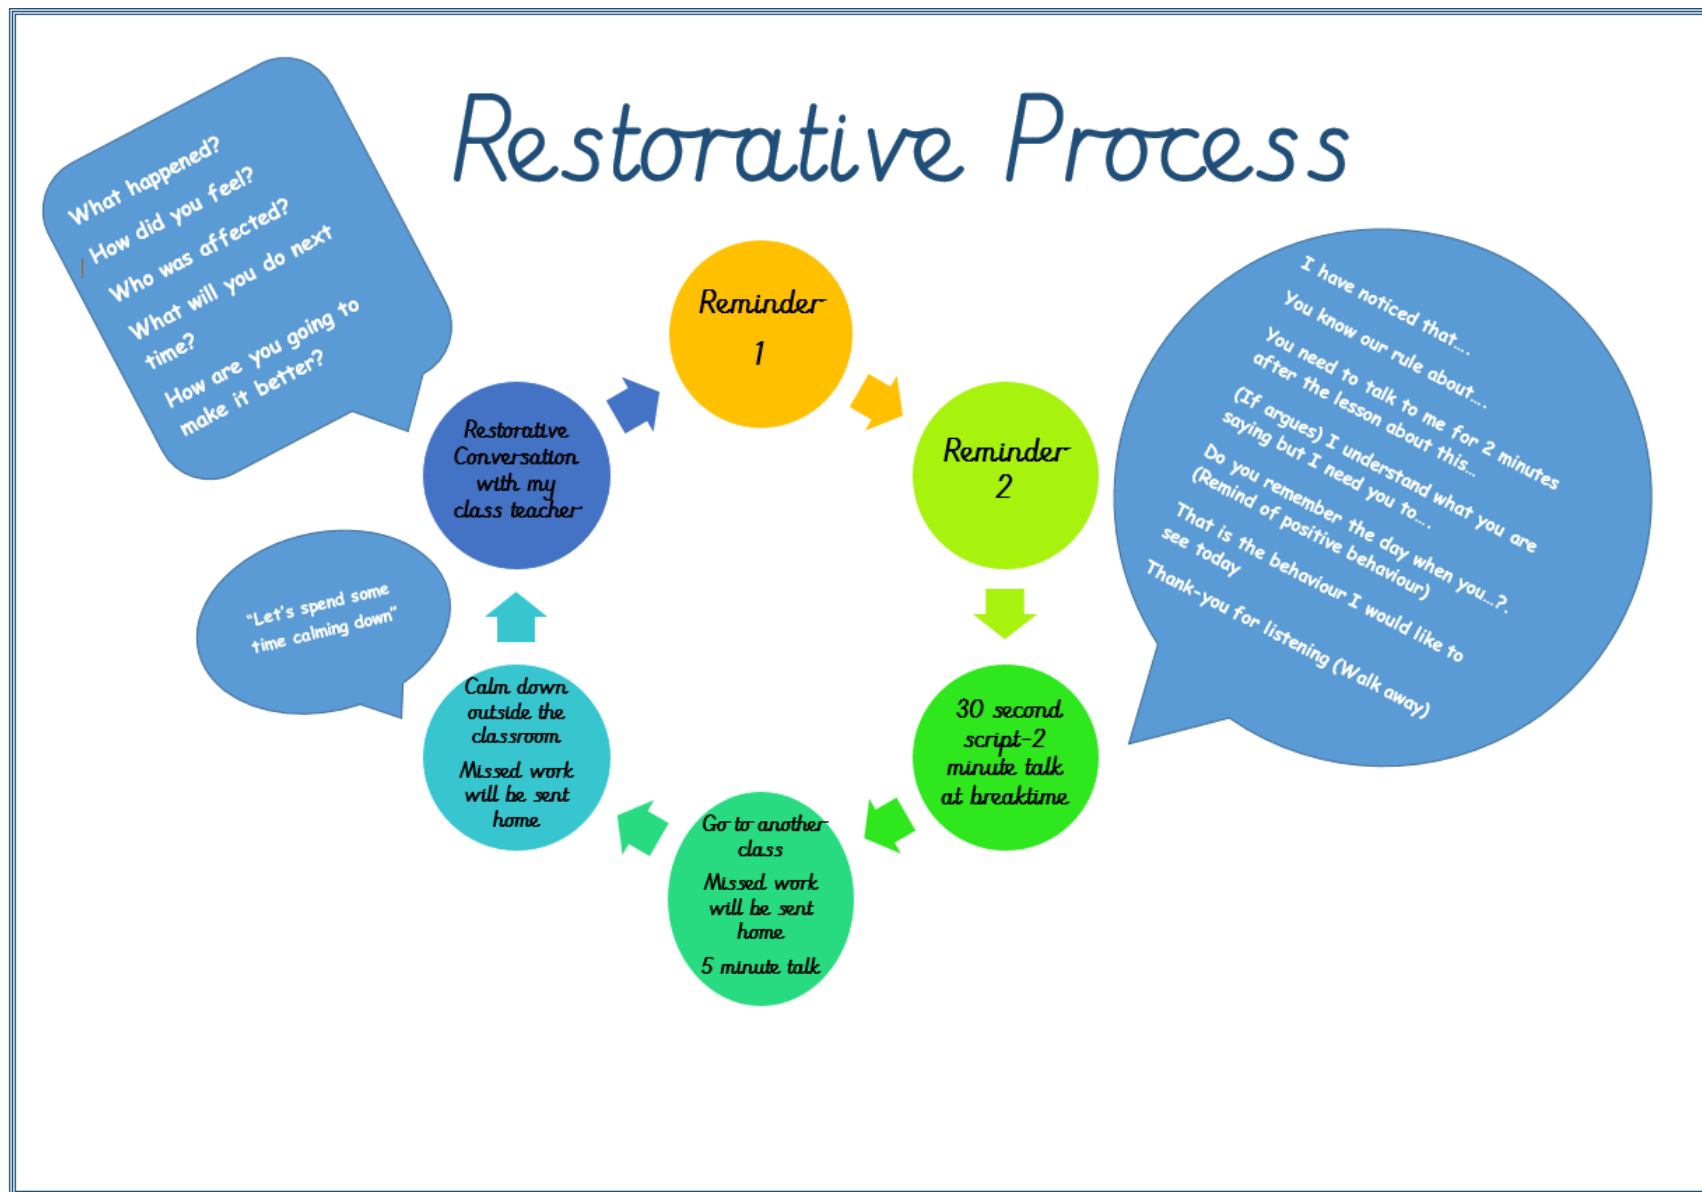 Restorative Process
What happened?
How did you feel?
Who was affected?
What will you do next
time?
How are you going to
make it better?
Reminder
1
Reminder
2
I have noticed that....
You know our rule about....
You need to talk to me for 2 minutes
after the lesson about this...
(If argues) I understand what you are
saying but I need you to....
Do you remember the day when you...?.
(Remind of positive behaviour)
That is the behaviour I would like to
see today
Thank-you for listening (Walk away)
30 second
script-2
minute talk
at breaktime
Go to another
class
Missed work
will be sent
home
5 minute talk
Calm down
outside the
classroom
Missed work
will be sent
home
"Let's spend some
time calming down"
Restorative
Conversation
with my
class teacher